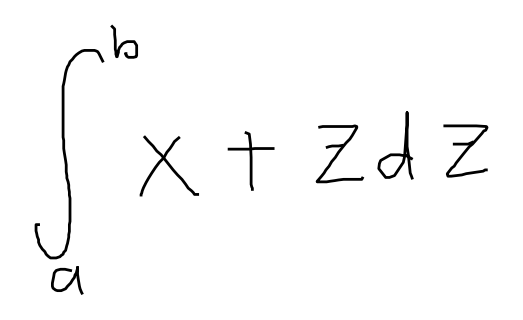 ∫_a^b x + z dz